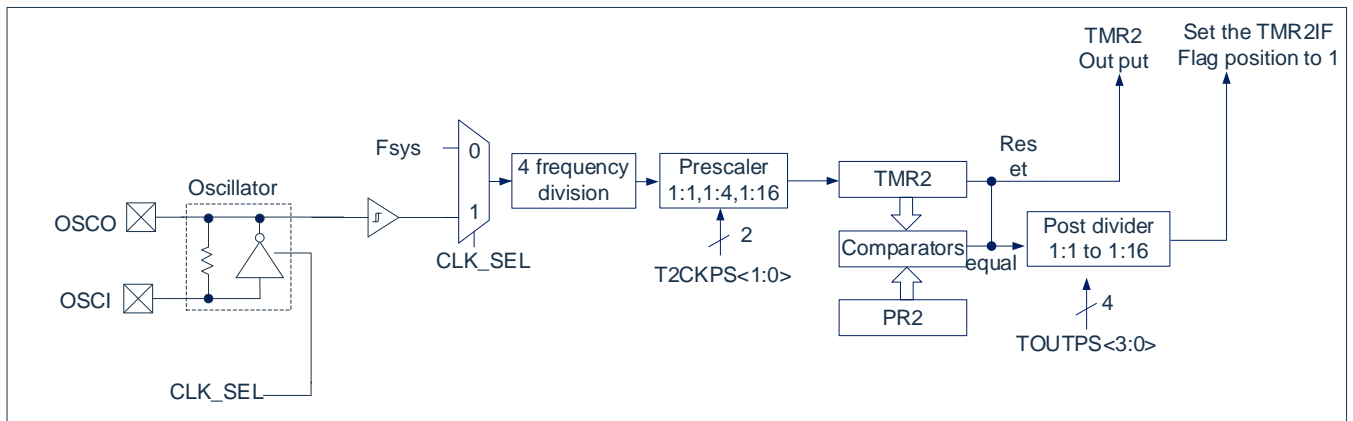 TMR2
Out put
Set the TMR2IF
Flag position to 1
Fsys
0
1
CLK_SEL
4 frequency
division
Prescaler
1:1,1:4,1:16
2
T2CKPS<1:0>
TMR2
Res
et
Comparators
equal
PR2
Post divider
1:1 to 1:16
4
TOUTPS<3:0>
Oscillator
OSCO
OSCI
CLK_SEL